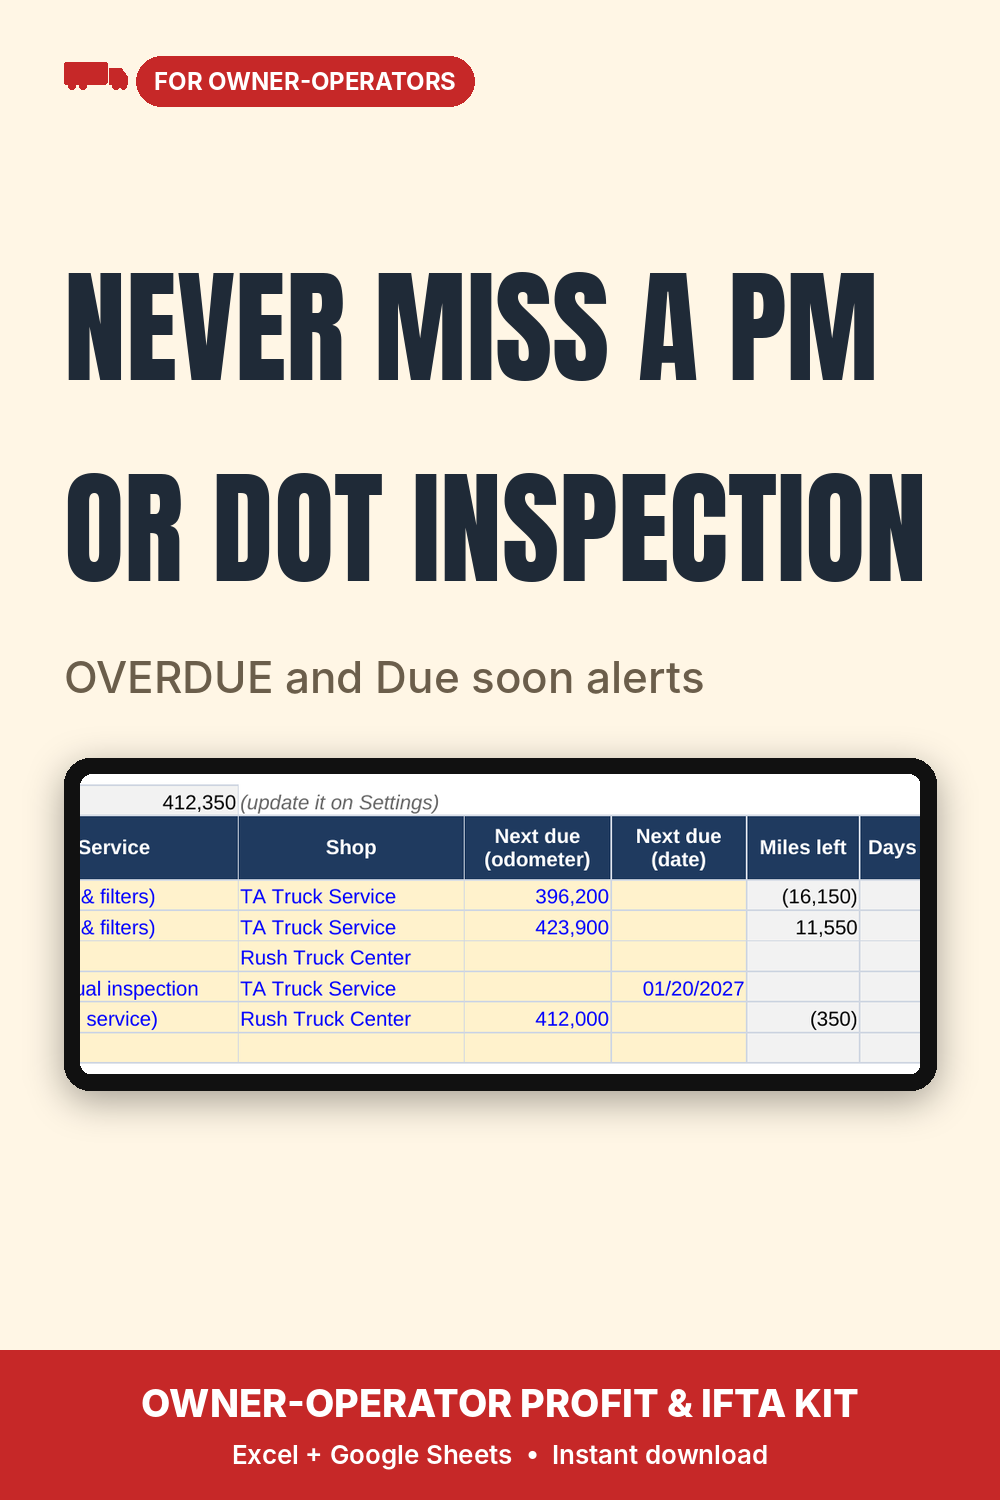 FOR OWNER-OPERATORS
NEVER MISS A PM
OR DOT INSPECTION
OVERDUE and Due soon alerts
412,350 (update it on Settings)
Service Shop Next due (odometer) Next due (date) Miles left Days
& filters) TA Truck Service 396,200 (16,150)
& filters) TA Truck Service 423,900 11,550
Rush Truck Center
ual inspection TA Truck Service 01/20/2027
service) Rush Truck Center 412,000 (350)
OWNER-OPERATOR PROFIT & IFTA KIT
Excel + Google Sheets • Instant download